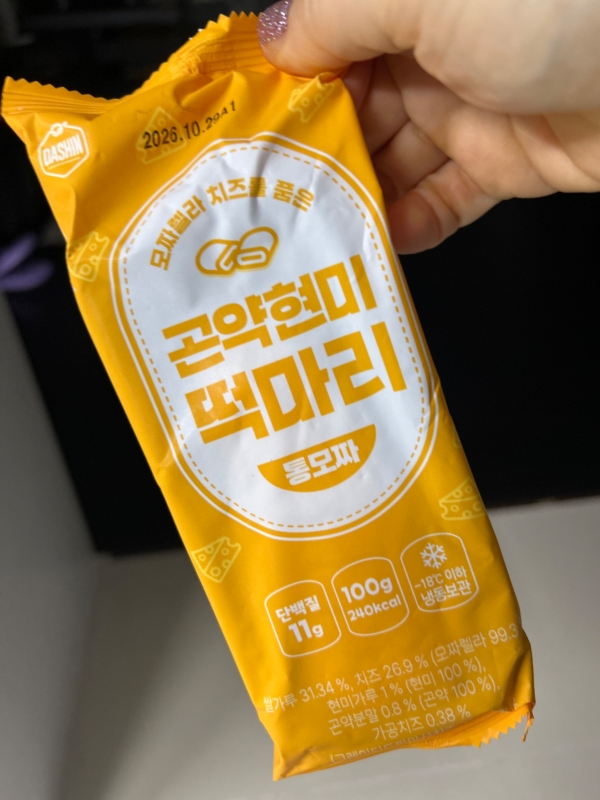 2026.10.29A1
DASHIN
모짜렐라 치즈를 품은
곤약현미
떡마리
통모짜
단백질
11g
100g
240kcal
-18℃ 이하
냉동보관
쌀가루 31.34 %, 치즈 26.9 % (모짜렐라 99.3
현미가루 1 % (현미 100 %),
곤약분말 0.8 % (곤약 100 %),
가공치즈 0.38 %